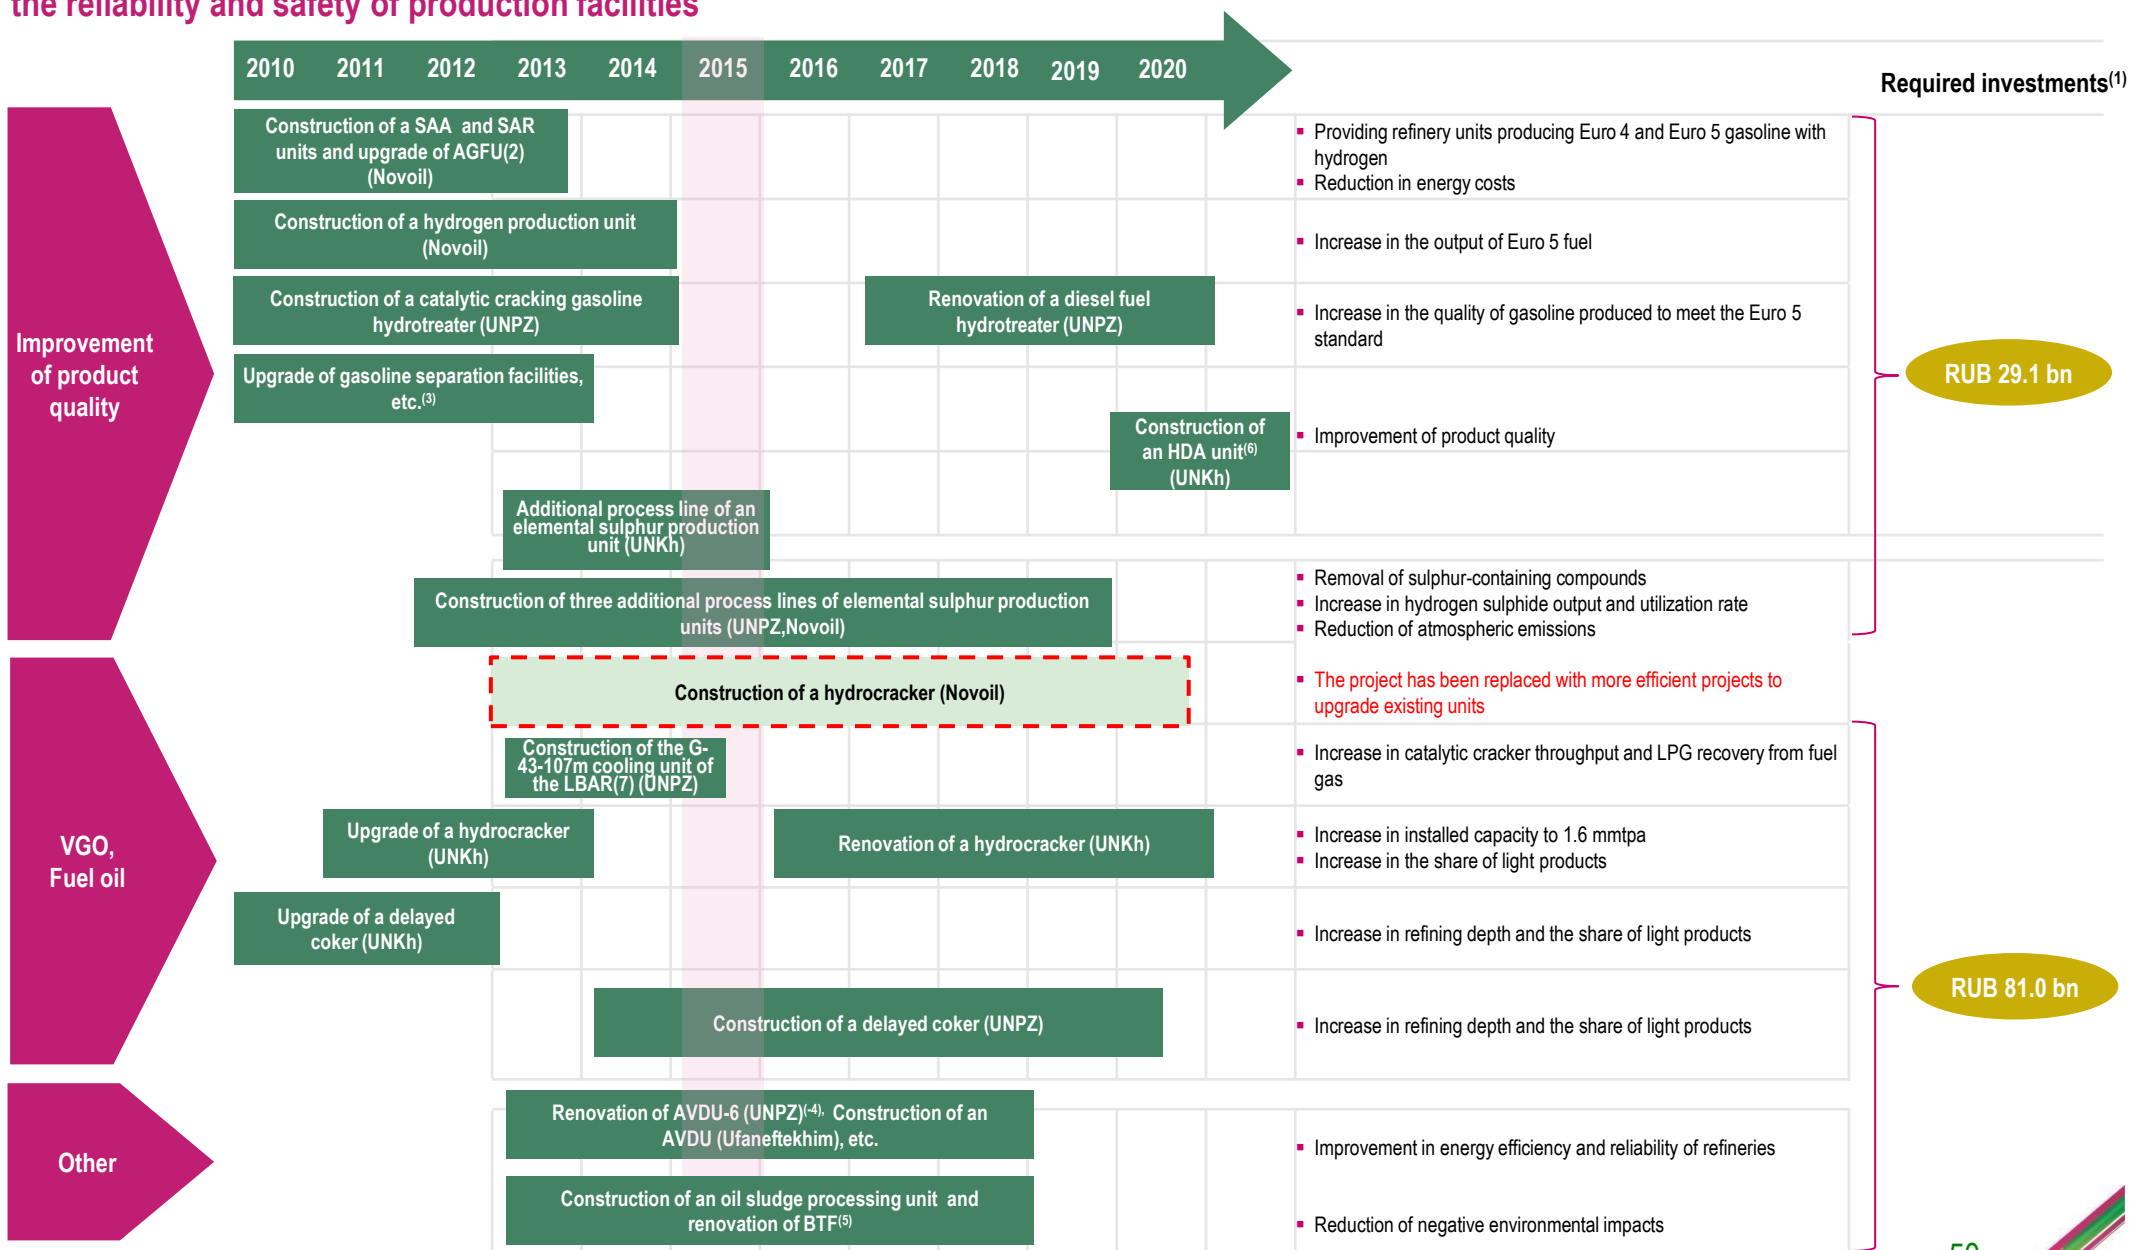 the reliability and safety of production facilities
2010 2011 2012 2013 2014 2015 2016 2017 2018 2019 2020
Required investments(1)
Improvement
of product
quality
Construction of a SAA and SAR
units and upgrade of AGFU(2)
(Novoil)
▪ Providing refinery units producing Euro 4 and Euro 5 gasoline with
hydrogen
▪ Reduction in energy costs
Construction of a hydrogen production unit
(Novoil)
▪ Increase in the output of Euro 5 fuel
Construction of a catalytic cracking gasoline
hydrotreater (UNPZ)
Renovation of a diesel fuel
hydrotreater (UNPZ)
▪ Increase in the quality of gasoline produced to meet the Euro 5
standard
Upgrade of gasoline separation facilities,
etc.(3)
RUB 29.1 bn
Construction of
an HDA unit(6)
(UNKh)
▪ Improvement of product quality
Additional process line of an
elemental sulphur production
unit (UNKh)
Construction of three additional process lines of elemental sulphur production
units (UNPZ,Novoil)
▪ Removal of sulphur-containing compounds
▪ Increase in hydrogen sulphide output and utilization rate
▪ Reduction of atmospheric emissions
VGO,
Fuel oil
Construction of a hydrocracker (Novoil)
▪ The project has been replaced with more efficient projects to
upgrade existing units
Construction of the G-
43-107m cooling unit of
the LBAR(7) (UNPZ)
▪ Increase in catalytic cracker throughput and LPG recovery from fuel
gas
Upgrade of a hydrocracker
(UNKh)
Renovation of a hydrocracker (UNKh)
▪ Increase in installed capacity to 1.6 mmtpa
▪ Increase in the share of light products
Upgrade of a delayed
coker (UNKh)
▪ Increase in refining depth and the share of light products
RUB 81.0 bn
Construction of a delayed coker (UNPZ)
▪ Increase in refining depth and the share of light products
Other
Renovation of AVDU-6 (UNPZ)(-4), Construction of an
AVDU (Ufaneftekhim), etc.
▪ Improvement in energy efficiency and reliability of refineries
Construction of an oil sludge processing unit and
renovation of BTF(5)
▪ Reduction of negative environmental impacts